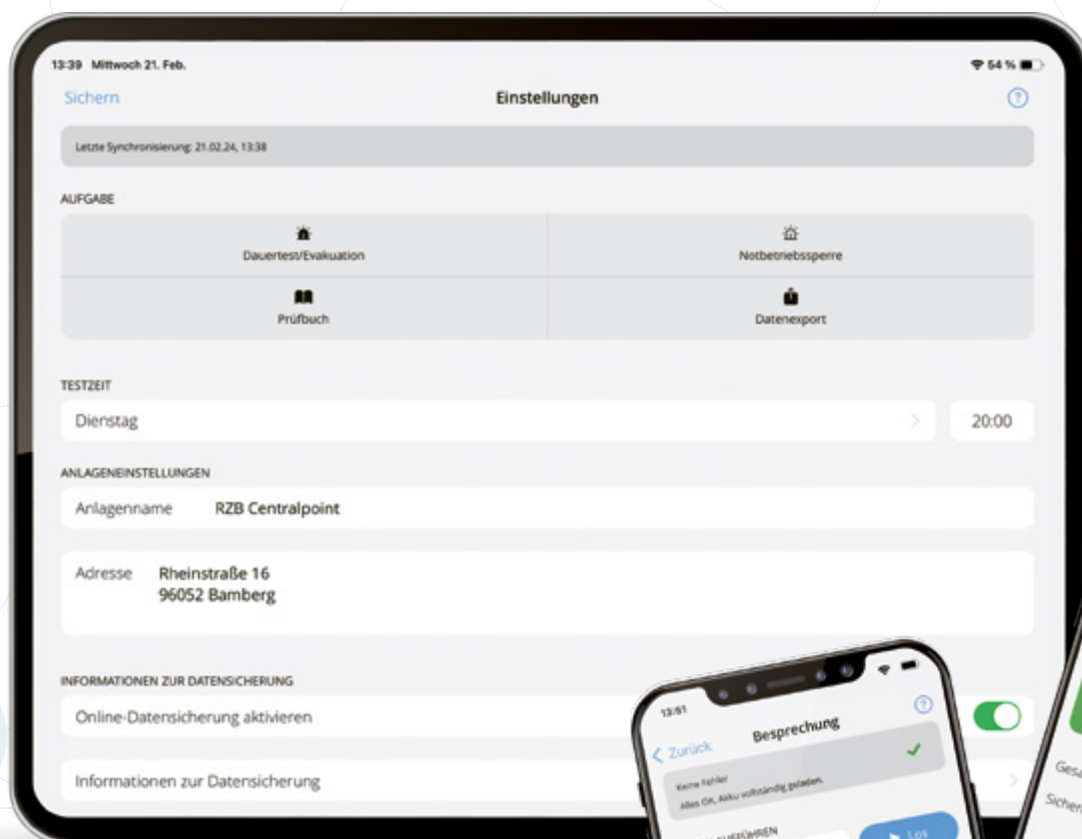 13:39 Mittwoch 21. Feb.
54 %
Sichern
Einstellungen
?
Letzte Synchronisierung: 21.02.24, 13:38
AUFGABE
Dauertest/Evakuation
Notbetriebssperre
Prüfbuch
Datenexport
TESTZEIT
Dienstag
20:00
ANLAGENEINSTELLUNGEN
Anlagenname RZB Centralpoint
Adresse Rheinstraße 16
96052 Bamberg
INFORMATIONEN ZUR DATENSICHERUNG
Online-Datensicherung aktivieren
Informationen zur Datensicherung
13:51
?
Zurück Besprechung
Keine Fehler
Alles OK, Akku vollständig geladen.
Los